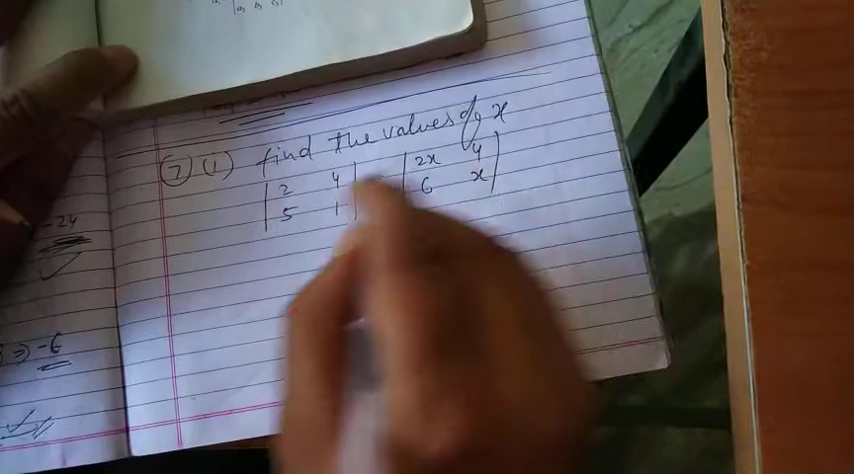 ⑦ (i) find the values of x
| 2 4 | | 2x 4 |
| 5 1 | | 6 x |
-24
⇒ -6